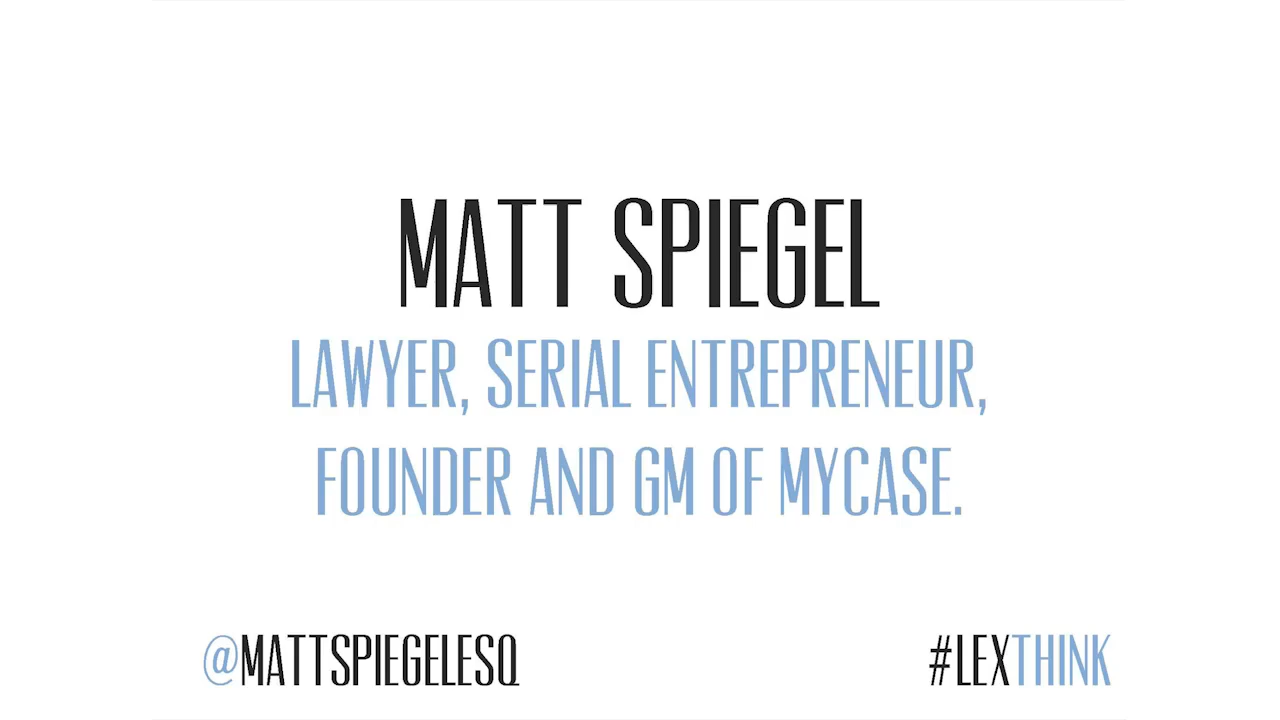 MATT SPIEGEL
LAWYER, SERIAL ENTREPRENEUR,
FOUNDER AND GM OF MYCASE.
@MATTSPIEGELESQ
#LEXTHINK